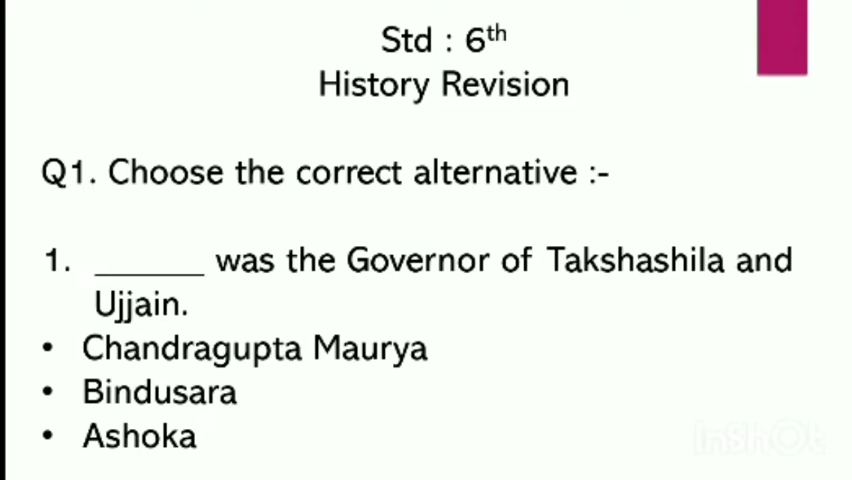 Std : 6th
History Revision
Q1. Choose the correct alternative :-
1. ______ was the Governor of Takshashila and
Ujjain.
• Chandragupta Maurya
• Bindusara
• Ashoka
InShOt